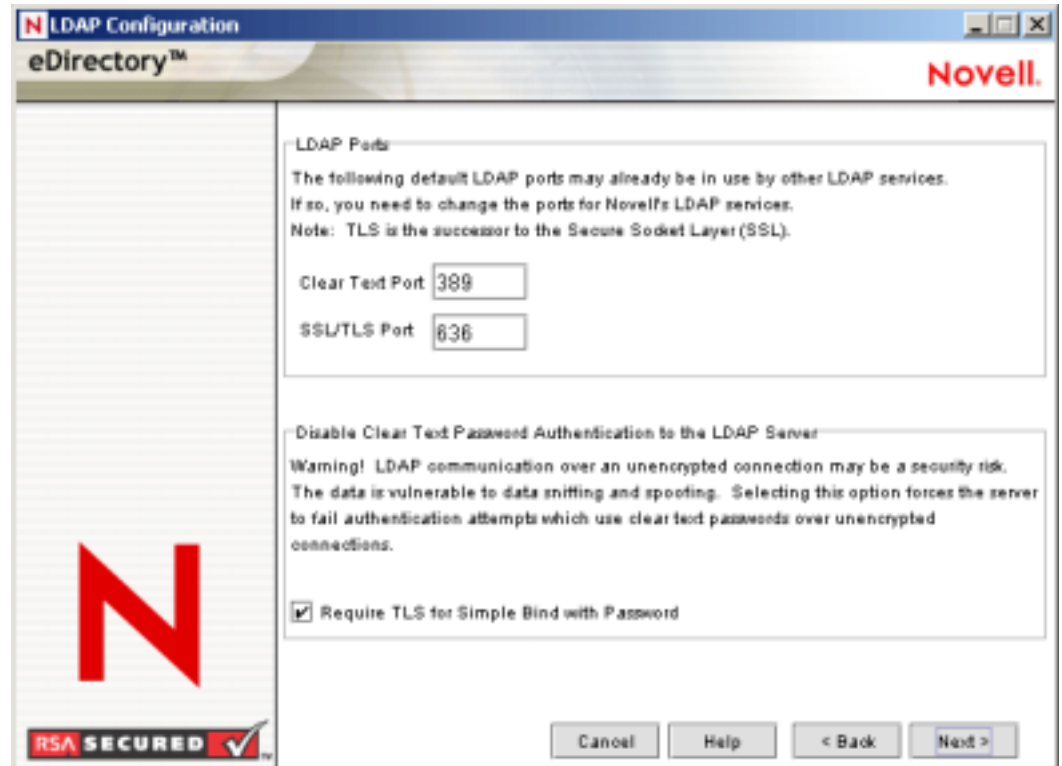 N LDAP Configuration
eDirectory™
Novell.
LDAP Ports
The following default LDAP ports may already be in use by other LDAP services.
If so, you need to change the ports for Novell's LDAP services.
Note: TLS is the successor to the Secure Socket Layer (SSL).
Clear Text Port 389
SSL/TLS Port 636
Disable Clear Text Password Authentication to the LDAP Server
Warning! LDAP communication over an unencrypted connection may be a security risk.
The data is vulnerable to data sniffing and spoofing. Selecting this option forces the server
to fail authentication attempts which use clear text passwords over unencrypted
connections.
Require TLS for Simple Bind with Password
N
RSA SECURED ™
Cancel Help < Back Next >